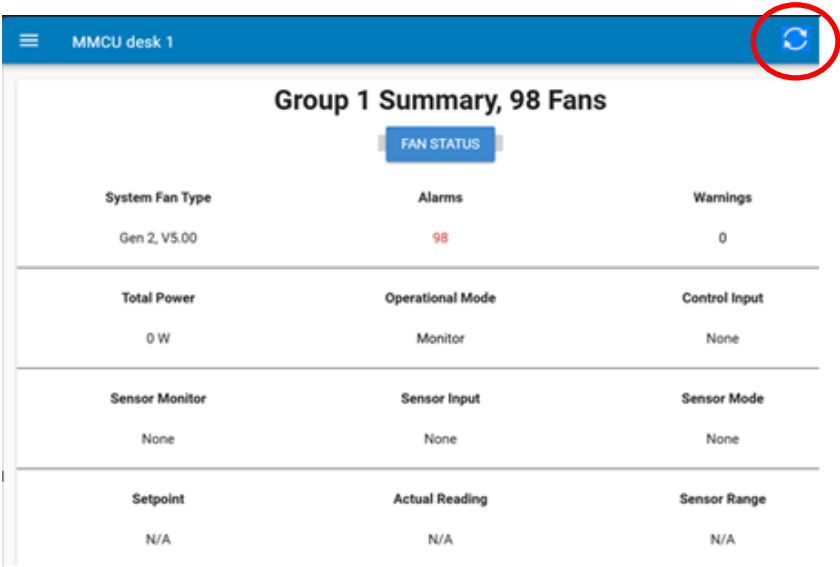 MMCU desk 1
Group 1 Summary, 98 Fans
FAN STATUS
System Fan Type Alarms Warnings
Gen 2, V5.00 98 0
Total Power Operational Mode Control Input
0 W Monitor None
Sensor Monitor Sensor Input Sensor Mode
None None None
Setpoint Actual Reading Sensor Range
N/A N/A N/A